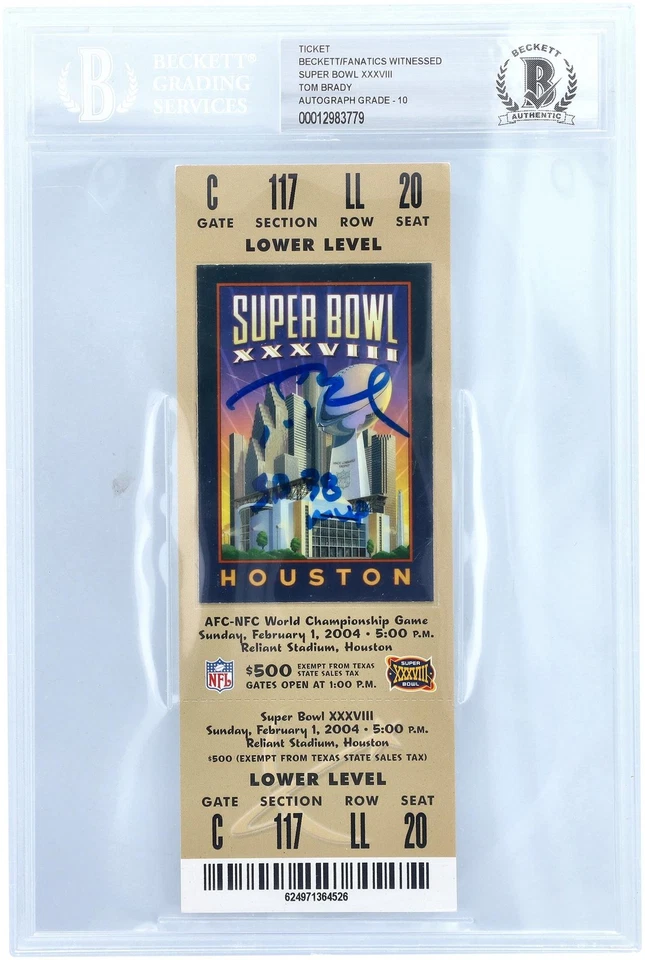 BECKETT®
GRADING
SERVICES
TICKET
BECKETT/FANATICS WITNESSED
SUPER BOWL XXXVIII
TOM BRADY
AUTOGRAPH GRADE - 10
00012983779
BECKETT
B
AUTHENTIC
C 117 LL 20
GATE SECTION ROW SEAT
LOWER LEVEL
SUPER BOWL
XXXVIII
SB 38
MVP
HOUSTON
AFC-NFC World Championship Game
Sunday, February 1, 2004 • 5:00 P.M.
Reliant Stadium, Houston
NFL
$500 EXEMPT FROM TEXAS
STATE SALES TAX
GATES OPEN AT 1:00 P.M.
SUPER
XXXVIII
BOWL
Super Bowl XXXVIII
Sunday, February 1, 2004 • 5:00 P.M.
Reliant Stadium, Houston
$500 (EXEMPT FROM TEXAS STATE SALES TAX)
LOWER LEVEL
GATE SECTION ROW SEAT
C 117 LL 20
624971364526